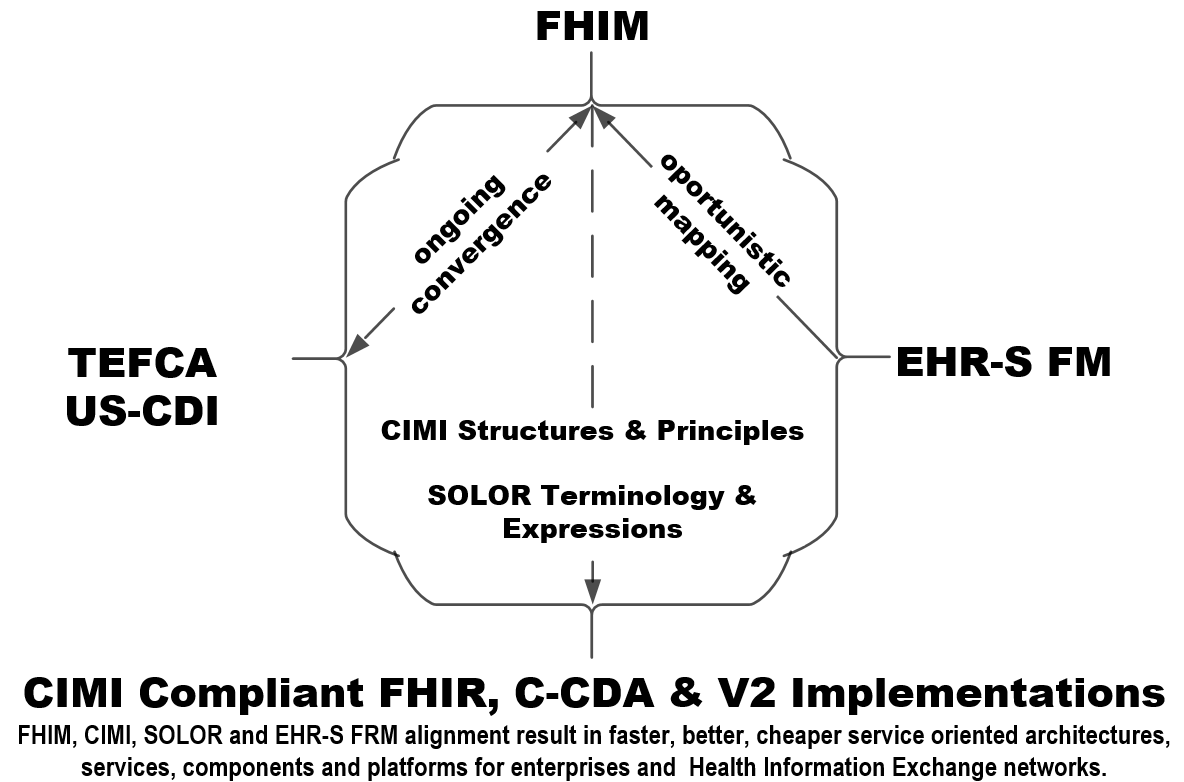 FHIM
ongoing
convergence
oportunistic
mapping
TEFCA
US-CDI
EHR-S FM
CIMI Structures & Principles
SOLOR Terminology &
Expressions
CIMI Compliant FHIR, C-CDA & V2 Implementations
FHIM, CIMI, SOLOR and EHR-S FRM alignment result in faster, better, cheaper service oriented architectures,
services, components and platforms for enterprises and Health Information Exchange networks.